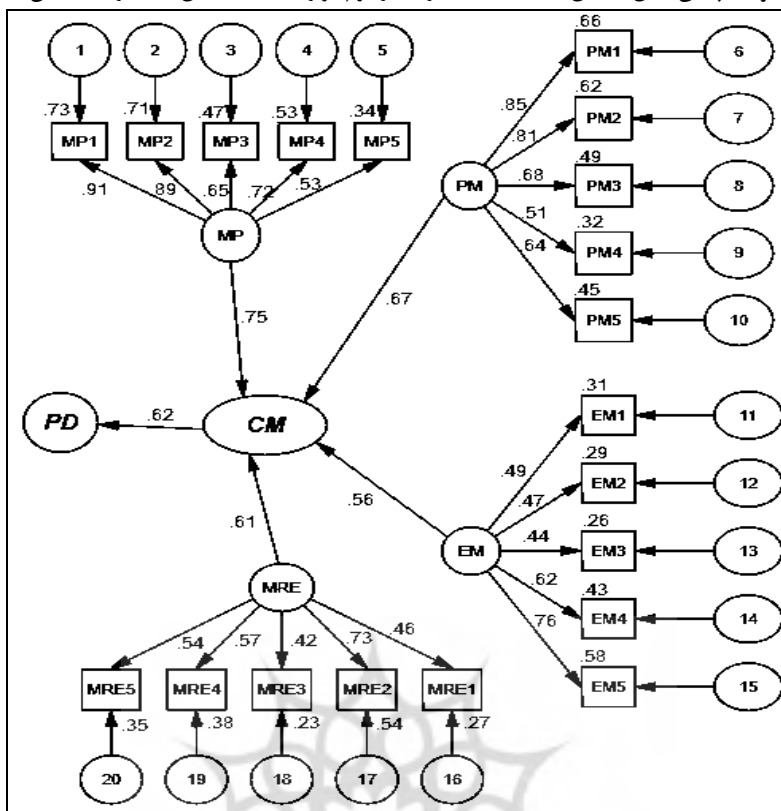 1 2 3 4 5
.73 .71 .47 .53 .34
MP1 MP2 MP3 MP4 MP5
.91 .89 .65 .72 .53
MP
.75
.66
PM1 6
.62
PM2 7
.49
PM3 8
.32
PM4 9
.45
PM5 10
.85
.81
.68
.51
.64
PM
.67
PD .62 CM
.31
EM1 11
.29
EM2 12
.26
EM3 13
.43
EM4 14
.58
EM5 15
.49
.47
.44
.62
.76
EM
.56
.61
MRE
.54 .57 .42 .73 .46
MRE5 MRE4 MRE3 MRE2 MRE1
.35 .38 .23 .54 .27
20 19 18 17 16